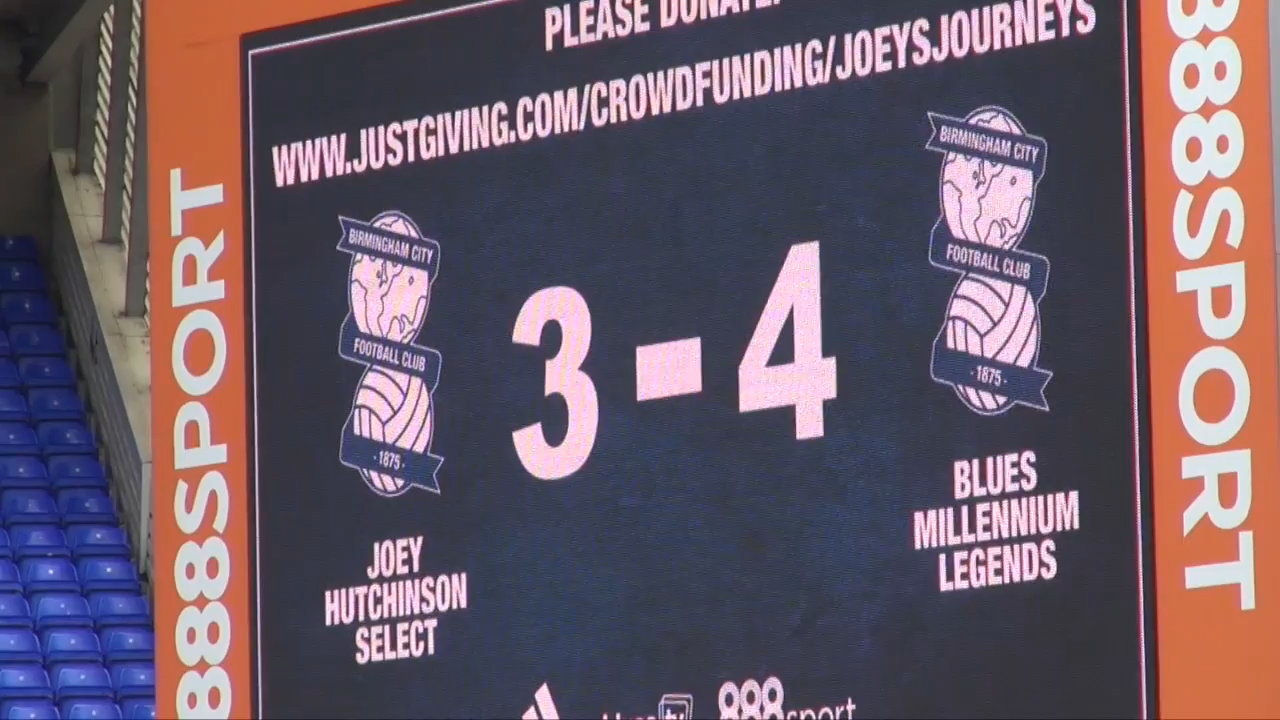 PLEASE DONATE:
WWW.JUSTGIVING.COM/CROWDFUNDING/JOEYSJOURNEYS
BIRMINGHAM CITY
FOOTBALL CLUB
· 1875 ·
3 - 4
BIRMINGHAM CITY
FOOTBALL CLUB
· 1875 ·
JOEY
HUTCHINSON
SELECT
BLUES
MILLENNIUM
LEGENDS
888sport
888SPORT
888SPORT